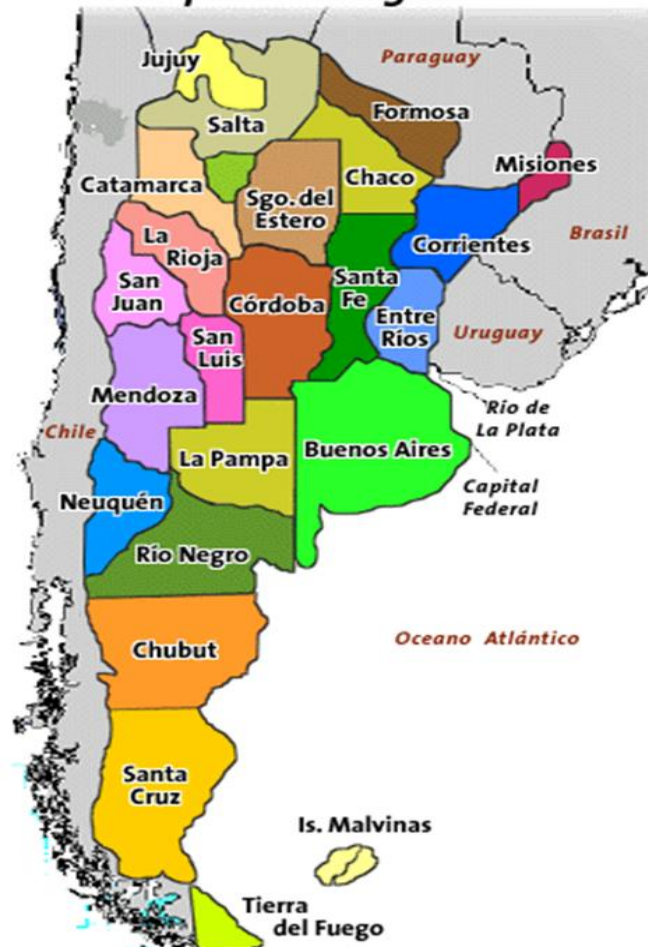 Jujuy
Paraguay
Salta
Formosa
Misiones
Catamarca
Chaco
Sgo. del
Estero
La
Rioja
Corrientes
Brasil
San
Juan
Córdoba
Santa
Fe
Entre
Ríos
San
Luis
Uruguay
Mendoza
Río de
La Plata
Chile
La Pampa
Buenos Aires
Capital
Federal
Neuquén
Río Negro
Chubut
Oceano Atlántico
Santa
Cruz
Is. Malvinas
Tierra
del Fuego